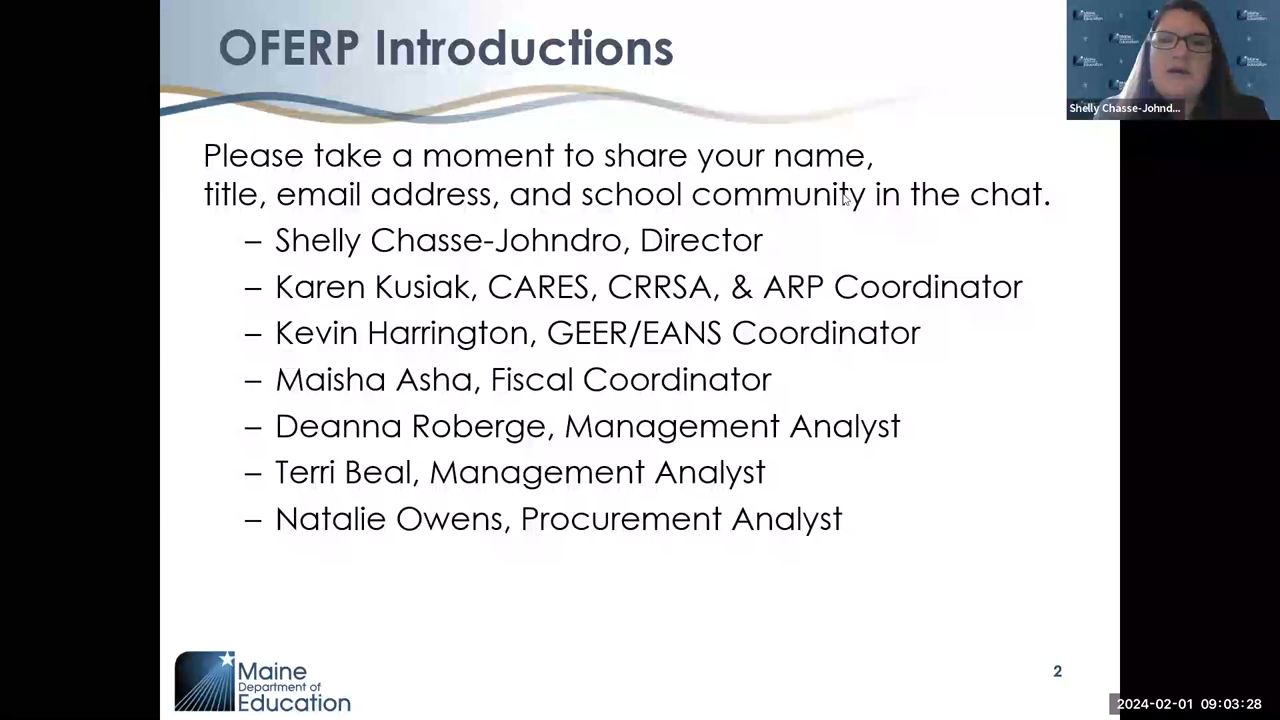 OFERP Introductions
Shelly Chasse-Johnd...
Please take a moment to share your name,
title, email address, and school community in the chat.
– Shelly Chasse-Johndro, Director
– Karen Kusiak, CARES, CRRSA, & ARP Coordinator
– Kevin Harrington, GEER/EANS Coordinator
– Maisha Asha, Fiscal Coordinator
– Deanna Roberge, Management Analyst
– Terri Beal, Management Analyst
– Natalie Owens, Procurement Analyst
Maine
Department of
Education
2
2024-02-01 09:03:28